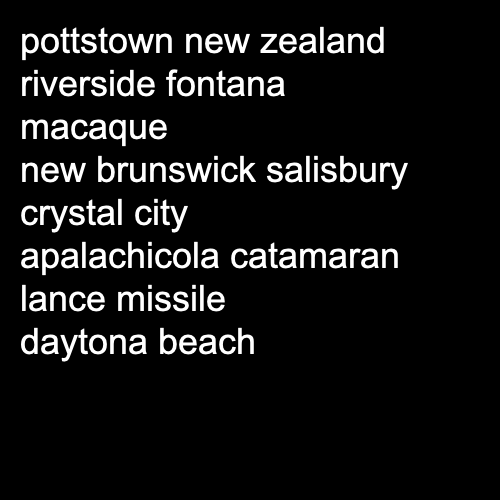 pottstown new zealand
riverside fontana
macaque
new brunswick salisbury
crystal city
apalachicola catamaran
lance missile
daytona beach